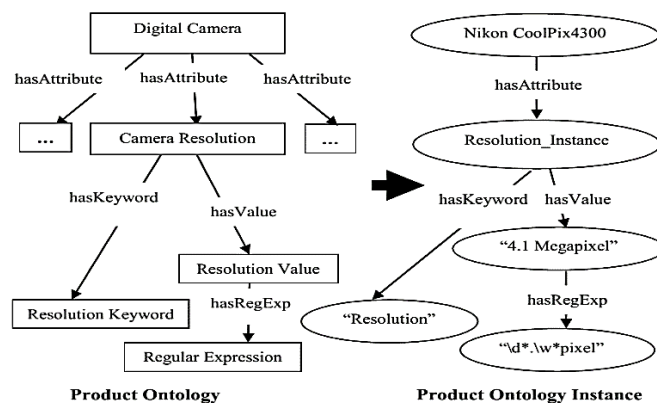 Digital Camera
hasAttribute
hasAttribute
hasAttribute
...
Camera Resolution
...
hasKeyword
hasValue
Resolution Value
hasRegExp
Resolution Keyword
Regular Expression
Product Ontology
Nikon CoolPix4300
hasAttribute
Resolution_Instance
hasKeyword
hasValue
“4.1 Megapixel”
hasRegExp
“Resolution”
“\d*.\w*pixel”
Product Ontology Instance